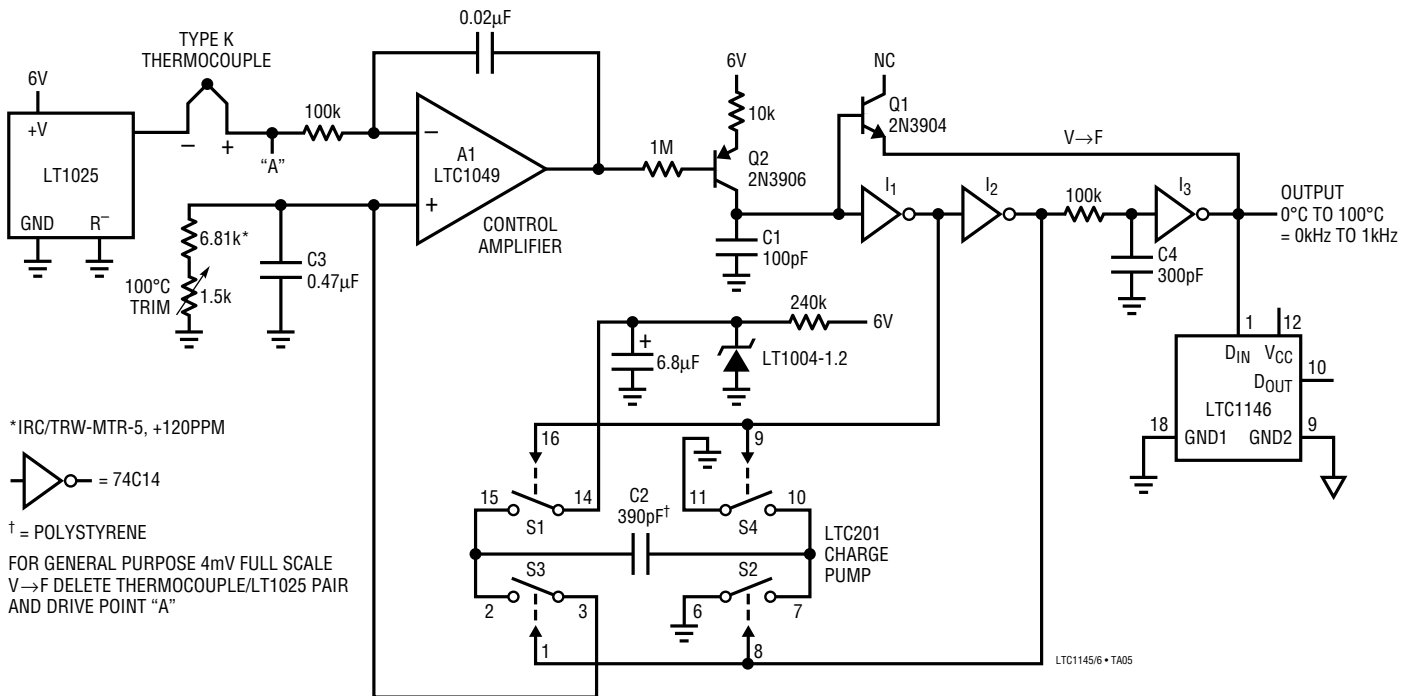 0.02µF
TYPE K
THERMOCOUPLE
6V
+V
LT1025
GND
R⁻
−
+
"A"
100k
−
+
A1
LTC1049
CONTROL
AMPLIFIER
6.81k*
100°C
TRIM
1.5k
C3
0.47µF
1M
6V
10k
Q2
2N3906
NC
Q1
2N3904
V→F
I1
I2
100k
I3
OUTPUT
0°C TO 100°C
= 0kHz TO 1kHz
C1
100pF
C4
300pF
240k
6V
+
6.8µF
LT1004-1.2
1
12
DIN
VCC
DOUT
10
LTC1146
18
GND1
GND2
9
*IRC/TRW-MTR-5, +120PPM
= 74C14
† = POLYSTYRENE
FOR GENERAL PURPOSE 4mV FULL SCALE
V→F DELETE THERMOCOUPLE/LT1025 PAIR
AND DRIVE POINT "A"
16
9
15
14
S1
C2
390pF†
11
10
S4
LTC201
CHARGE
PUMP
S3
S2
2
3
6
7
1
8
LTC1145/6 • TA05